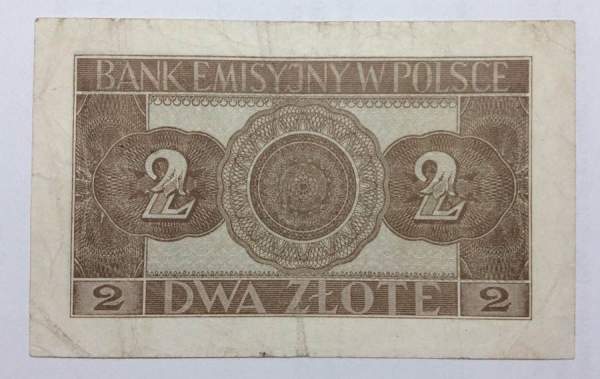 BANK EMISYJNY W POLSCE
2 2
2 DWA ZŁOTE 2